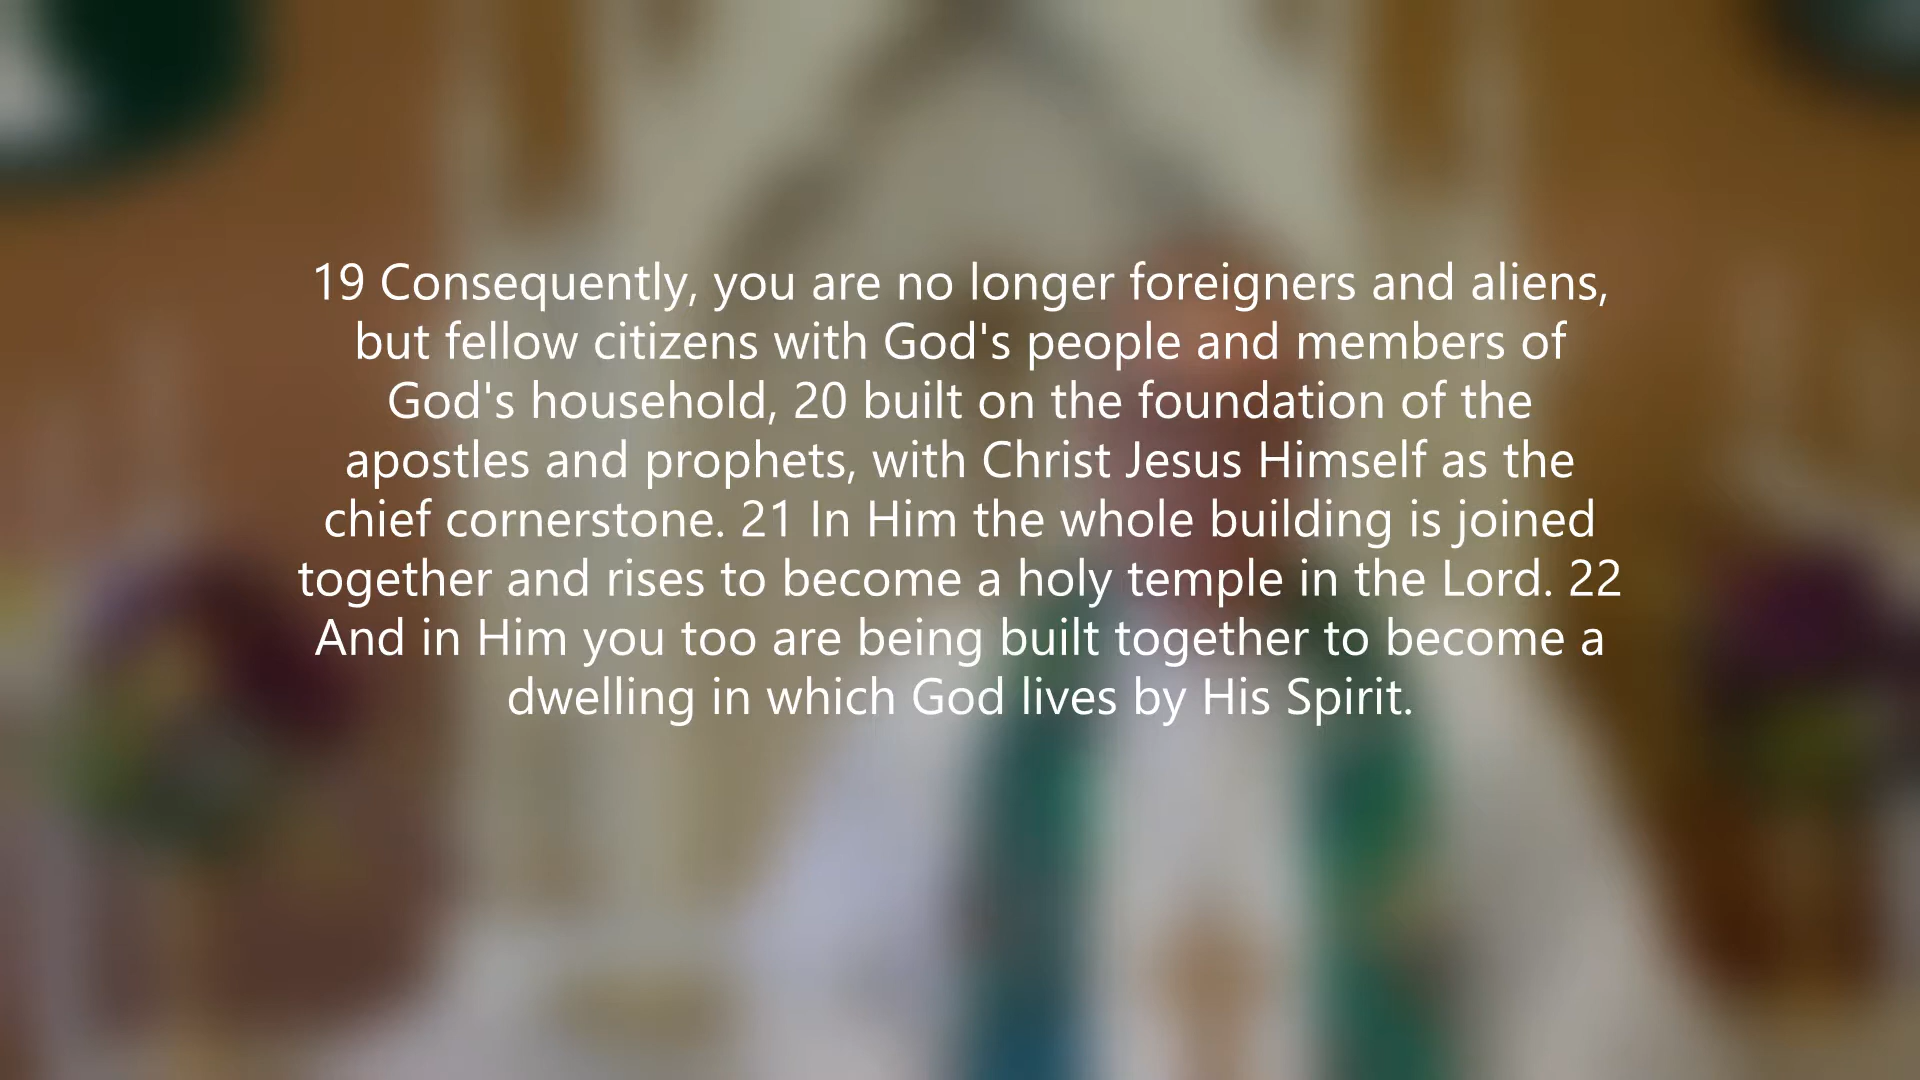 19 Consequently, you are no longer foreigners and aliens,
but fellow citizens with God's people and members of
God's household, 20 built on the foundation of the
apostles and prophets, with Christ Jesus Himself as the
chief cornerstone. 21 In Him the whole building is joined
together and rises to become a holy temple in the Lord. 22
And in Him you too are being built together to become a
dwelling in which God lives by His Spirit.